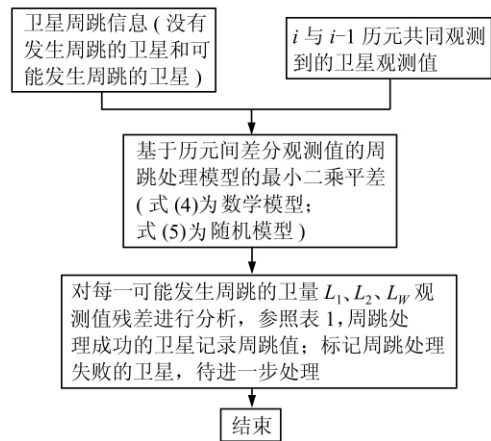 卫星周跳信息 ( 没有
发生周跳的卫星和可
能发生周跳的卫星 )
i 与 i-1 历元共同观测
到的卫星观测值
基于历元间差分观测值的周
跳处理模型的最小二乘平差
( 式 (4)为 数学模型；
式 (5)为 随机模型 )
对每一可能发生周跳的卫量 L₁、L₂、L_W 观
测值残差进行分析，参照表 1，周跳处
理成功的卫星记录周跳值；标记周跳处理
失败的卫星，待进一步处理
结束